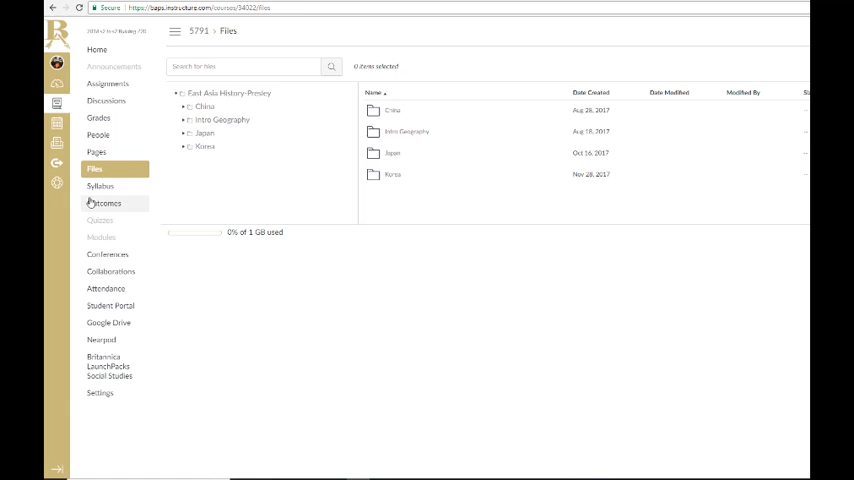 Secure
https://baps.instructure.com/courses/34022/files
5791 > Files
Home
Announcements
Assignments
Discussions
Grades
People
Pages
Files
Syllabus
Quizzes
Modules
Conferences
Collaborations
Attendance
Student Portal
Google Drive
Nearpod
Britannica
LaunchPacks
Social Studies
Settings
Search for files
0 items selected
East Asia History-Presley
China
Intro Geography
Japan
Korea
0% of 1 GB used
Name Date Created Date Modified Modified By
China Aug 28, 2017 --
Intro Geography Aug 18, 2017 --
Japan Oct 16, 2017 --
Korea Nov 28, 2017 --